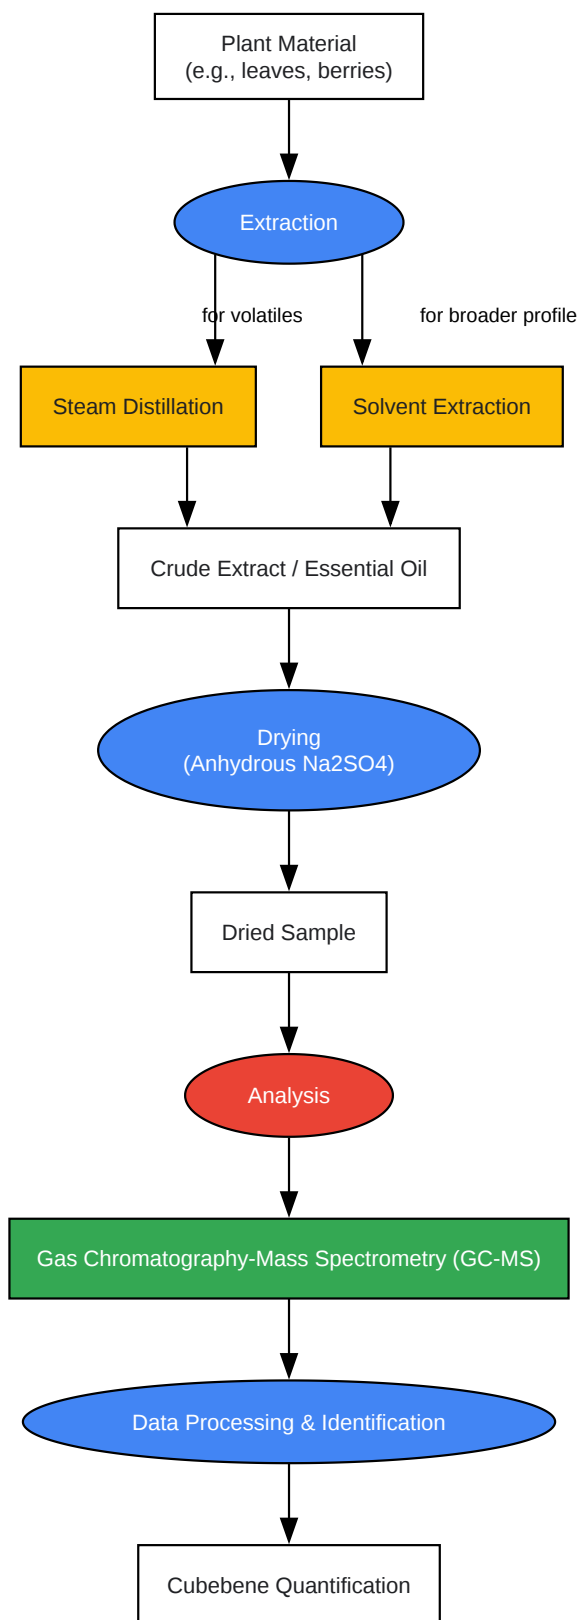 Plant Material
(e.g., leaves, berries)
Extraction
for volatiles
for broader profile
Steam Distillation
Solvent Extraction
Crude Extract / Essential Oil
Drying
(Anhydrous Na2SO4)
Dried Sample
Analysis
Gas Chromatography-Mass Spectrometry (GC-MS)
Data Processing & Identification
Cubebene Quantification